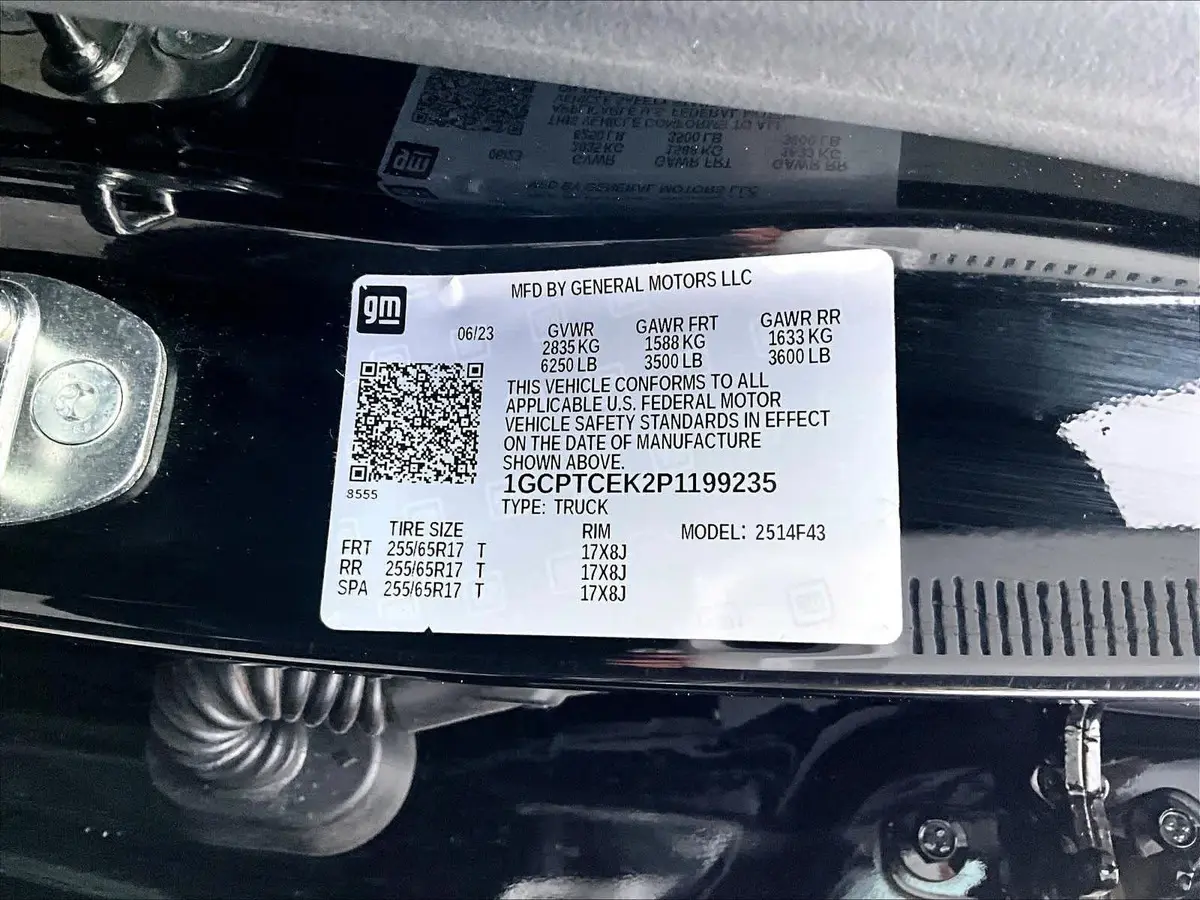 gm
MFD BY GENERAL MOTORS LLC
06/23
GVWR GAWR FRT GAWR RR
2835 KG 1588 KG 1633 KG
6250 LB 3500 LB 3600 LB
THIS VEHICLE CONFORMS TO ALL
APPLICABLE U.S. FEDERAL MOTOR
VEHICLE SAFETY STANDARDS IN EFFECT
ON THE DATE OF MANUFACTURE
SHOWN ABOVE.
1GCPTCEK2P1199235
8555
TYPE: TRUCK
TIRE SIZE RIM MODEL: 2514F43
FRT 255/65R17 T 17X8J
RR 255/65R17 T 17X8J
SPA 255/65R17 T 17X8J